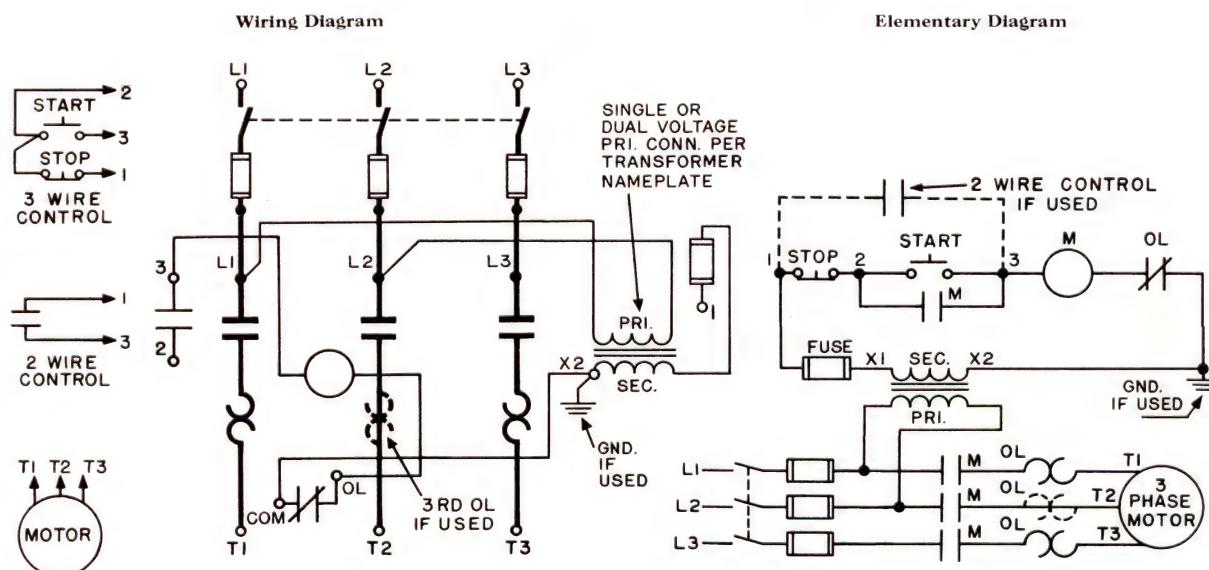 Wiring Diagram
L1
L2
L3
2
START
3
STOP
1
3 WIRE
CONTROL
SINGLE OR
DUAL VOLTAGE
PRI. CONN. PER
TRANSFORMER
NAMEPLATE
3
L1
L2
L3
1
2
1
3
2 WIRE
CONTROL
PRI.
X2
SEC.
GND.
IF
USED
OL
COM
3RD OL
IF USED
T1
T2
T3
T1 T2 T3
MOTOR
Elementary Diagram
2 WIRE CONTROL
IF USED
1
STOP
2
START
3
M
OL
M
FUSE
X1
SEC.
X2
PRI.
GND.
IF USED
L1
M
OL
T1
L2
M
OL
T2
L3
M
OL
T3
3
PHASE
MOTOR